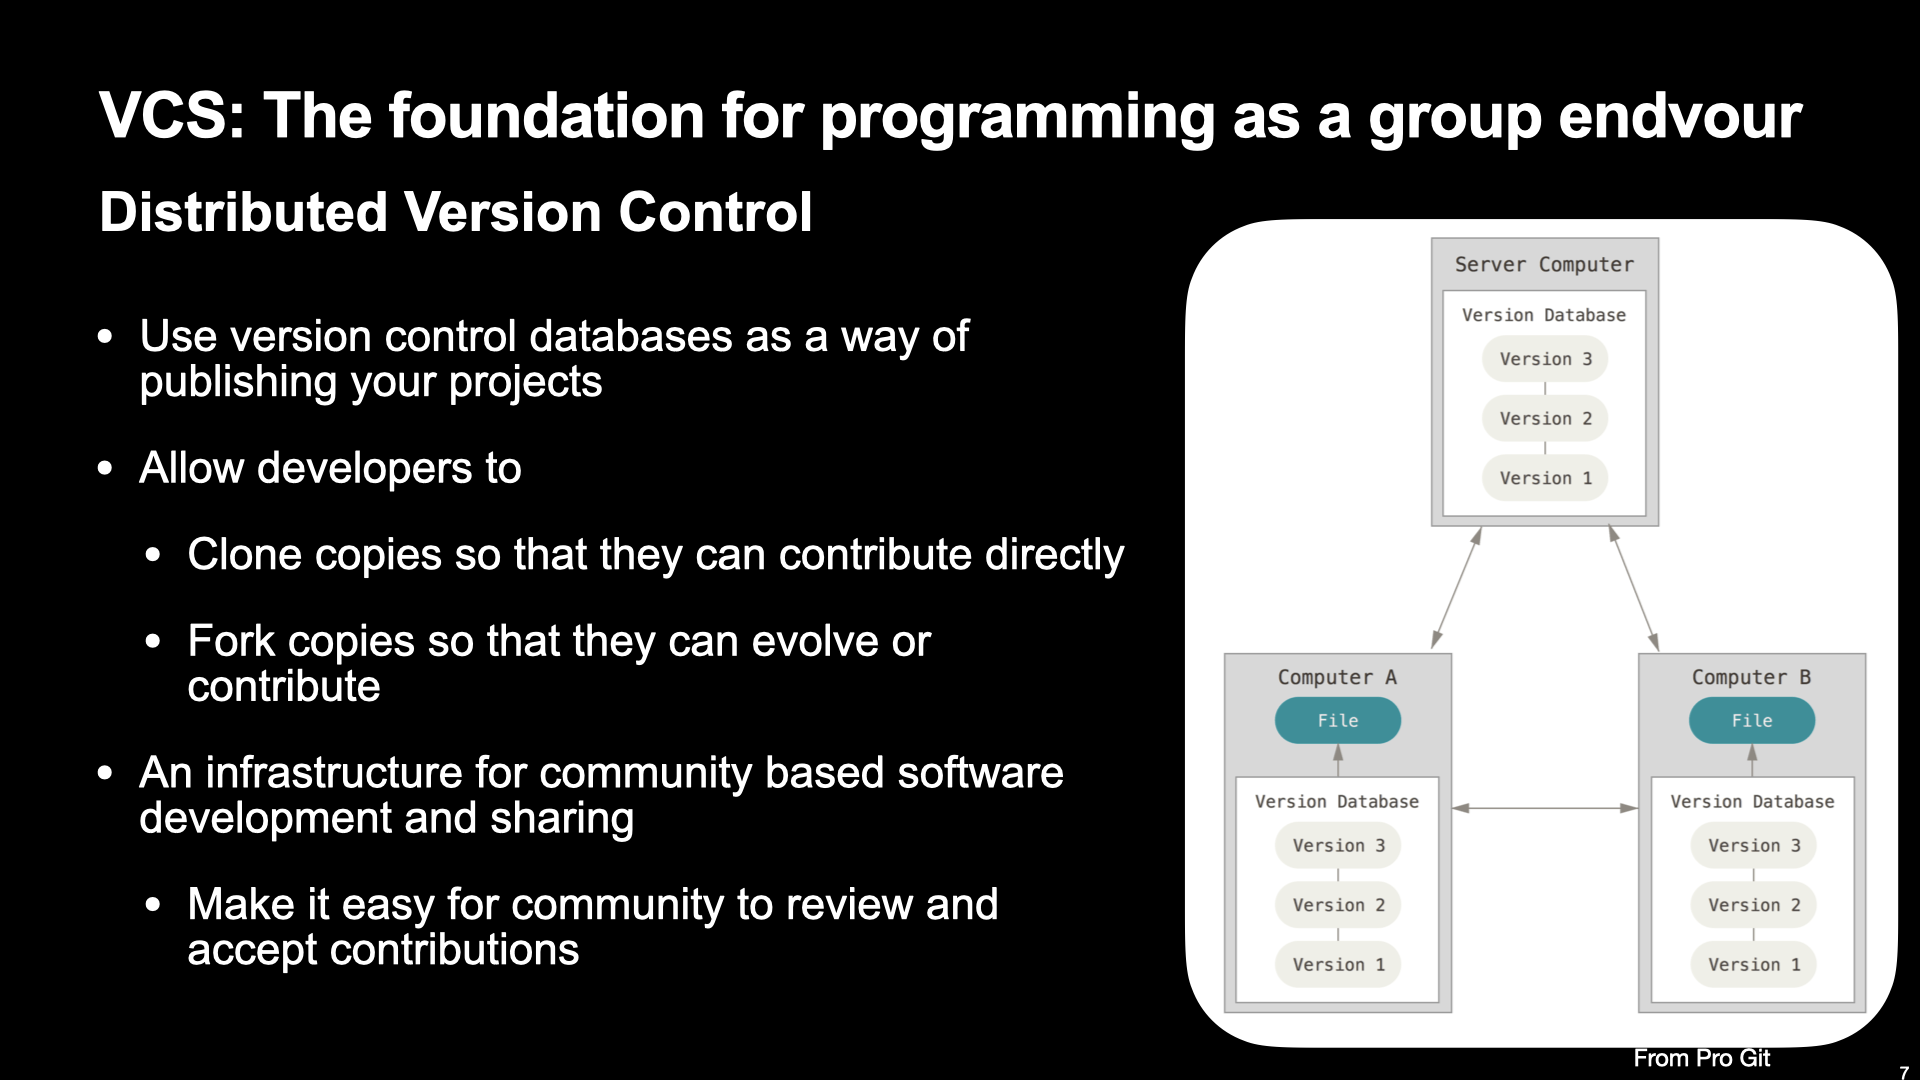 VCS: The foundation for programming as a group endvour
Distributed Version Control
• Use version control databases as a way of
publishing your projects
• Allow developers to
• Clone copies so that they can contribute directly
• Fork copies so that they can evolve or
contribute
• An infrastructure for community based software
development and sharing
• Make it easy for community to review and
accept contributions
Server Computer
Version Database
Version 3
Version 2
Version 1
Computer A
File
Version Database
Version 3
Version 2
Version 1
Computer B
File
Version Database
Version 3
Version 2
Version 1
From Pro Git
7